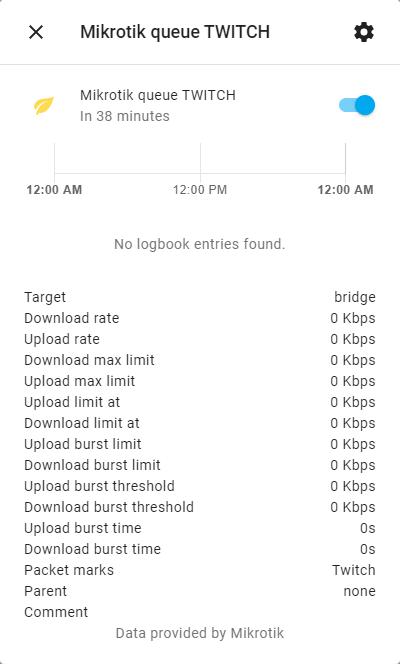 Mikrotik queue TWITCH
Mikrotik queue TWITCH
In 38 minutes
12:00 AM 12:00 PM 12:00 AM
No logbook entries found.
Target bridge
Download rate 0 Kbps
Upload rate 0 Kbps
Download max limit 0 Kbps
Upload max limit 0 Kbps
Upload limit at 0 Kbps
Download limit at 0 Kbps
Upload burst limit 0 Kbps
Download burst limit 0 Kbps
Upload burst threshold 0 Kbps
Download burst threshold 0 Kbps
Upload burst time 0s
Download burst time 0s
Packet marks Twitch
Parent none
Comment
Data provided by Mikrotik